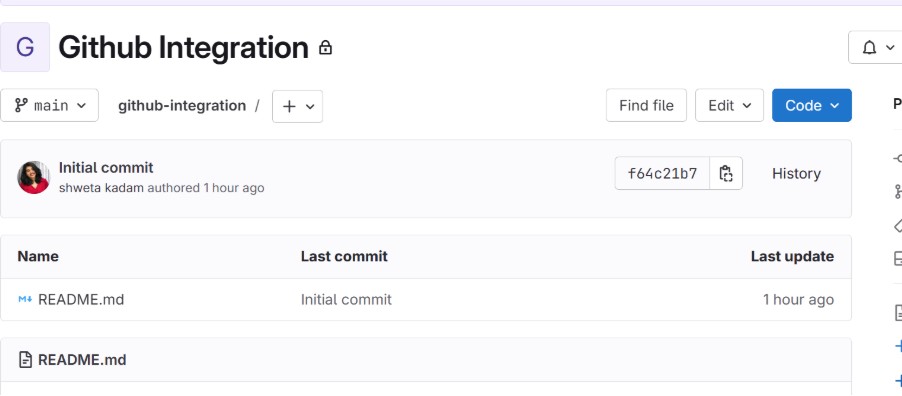 G Github Integration
main github-integration / Find file Edit Code
Initial commit
shweta kadam authored 1 hour ago
f64c21b7 History
Name Last commit Last update
README.md Initial commit 1 hour ago
README.md